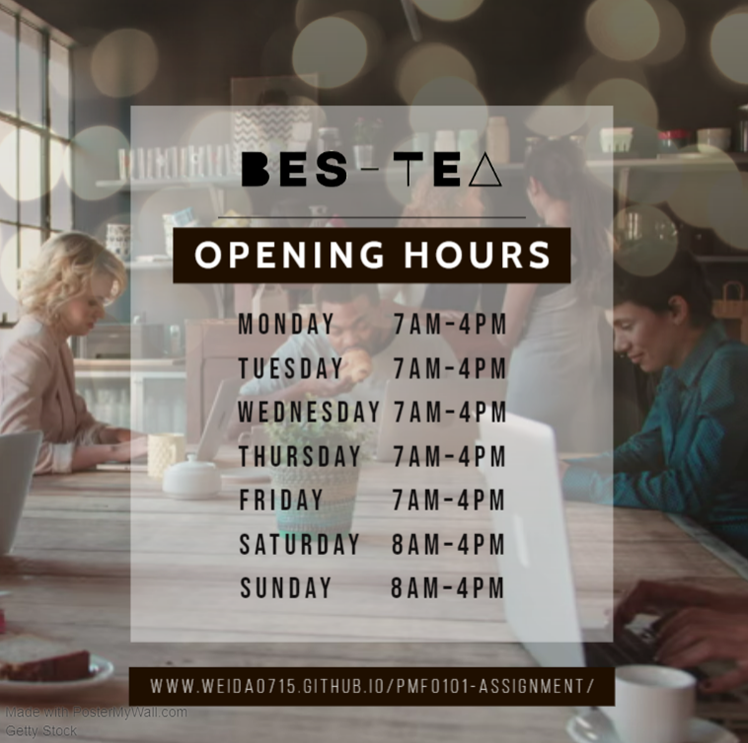 BES-TEA
OPENING HOURS
MONDAY 7AM-4PM
TUESDAY 7AM-4PM
WEDNESDAY 7AM-4PM
THURSDAY 7AM-4PM
FRIDAY 7AM-4PM
SATURDAY 8AM-4PM
SUNDAY 8AM-4PM
WWW.WEIDA0715.GITHUB.IO/PMF0101-ASSIGNMENT/
Made with PosterMyWall.com
Getty Stock